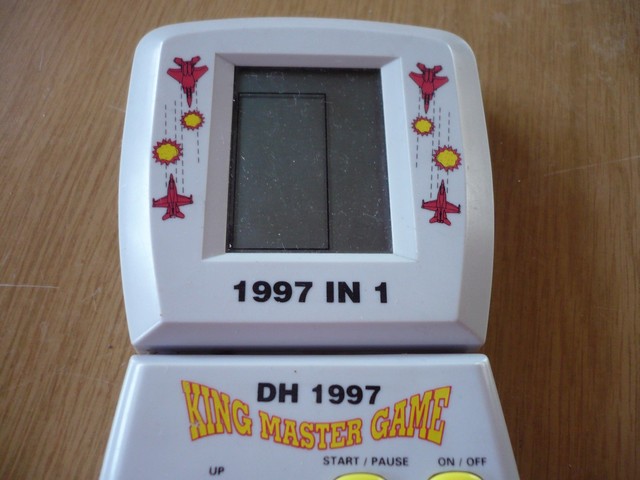 1997 IN 1
DH 1997
KING MASTER GAME
UP
START / PAUSE
ON / OFF